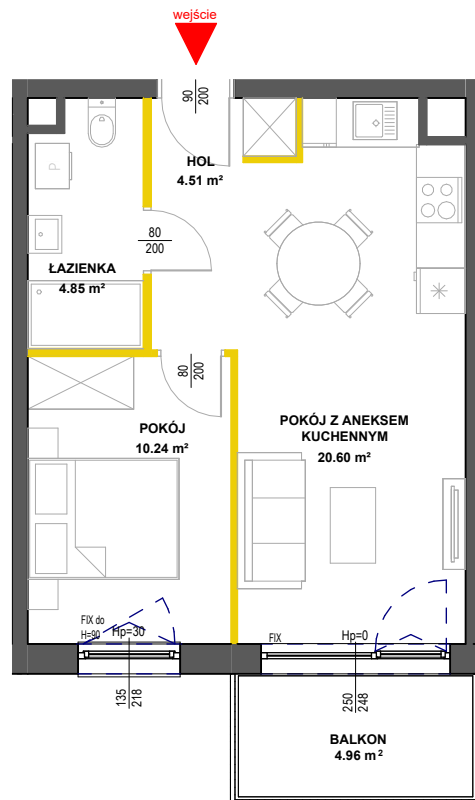 wejście
90
200
HOL
4.51 m²
P
80
200
ŁAZIENKA
4.85 m²
80
200
POKÓJ
10.24 m²
POKÓJ Z ANEKSEM
KUCHENNYM
20.60 m²
FIX do
H=90
Hp=30
FIX
Hp=0
135
218
250
248
BALKON
4.96 m²